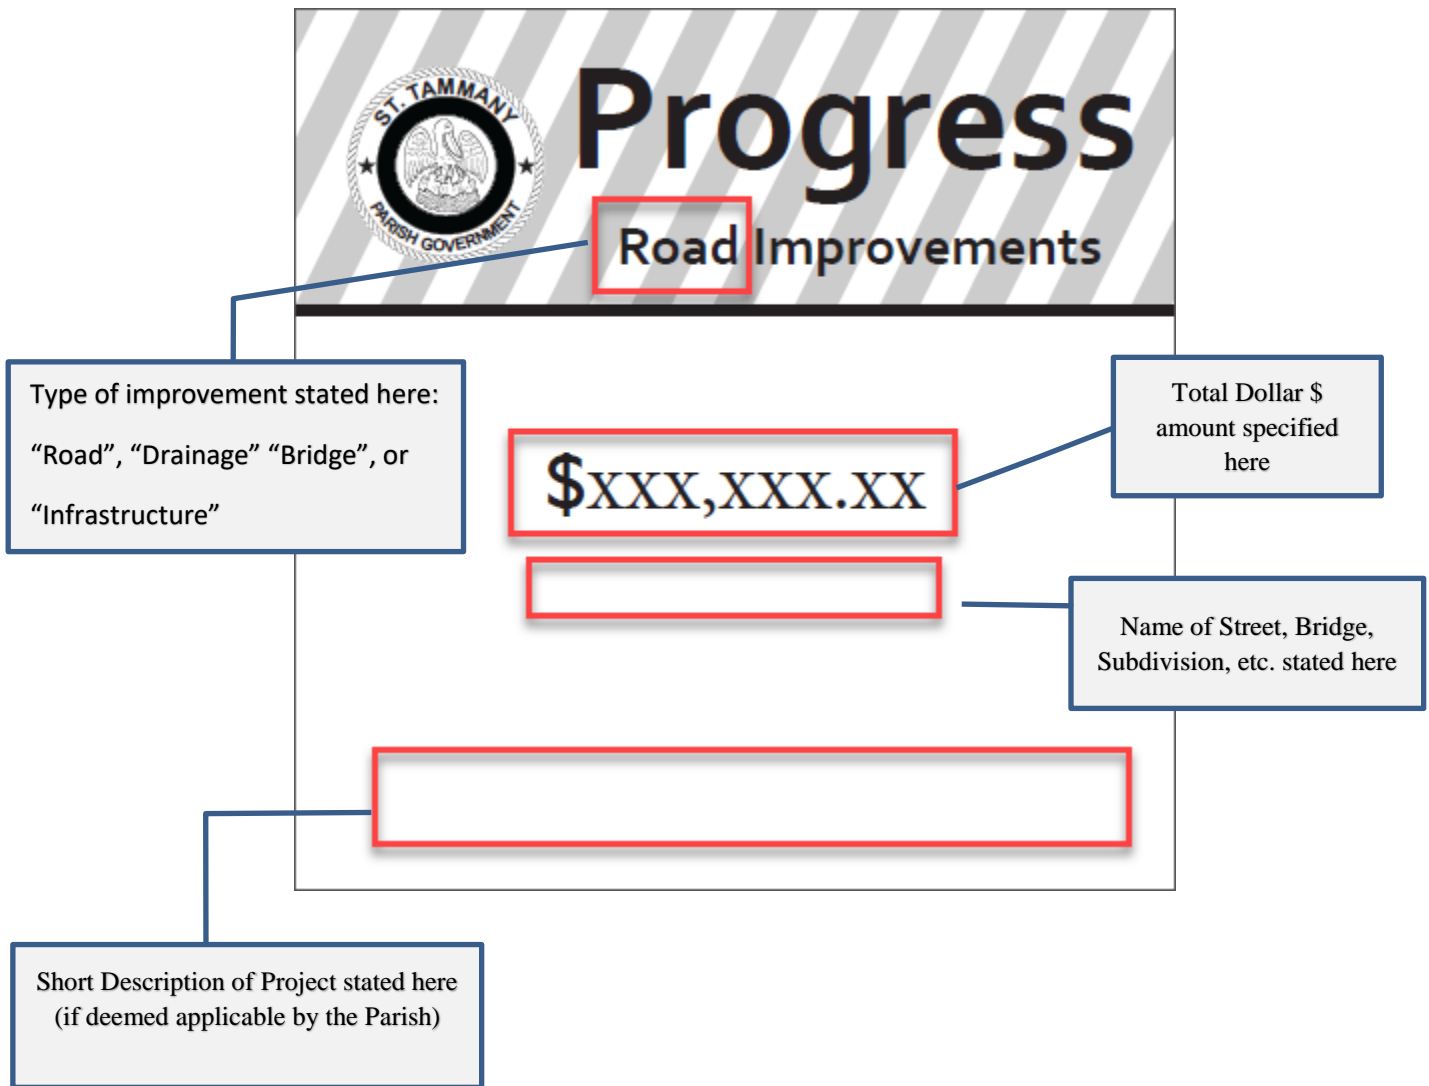 ST. TAMMANY
PARISH GOVERNMENT
Progress
Road Improvements
Type of improvement stated here:
“Road”, “Drainage” “Bridge”, or
“Infrastructure”
Total Dollar $
amount specified
here
$xxx,xxx.xx
Name of Street, Bridge,
Subdivision, etc. stated here
Short Description of Project stated here
(if deemed applicable by the Parish)